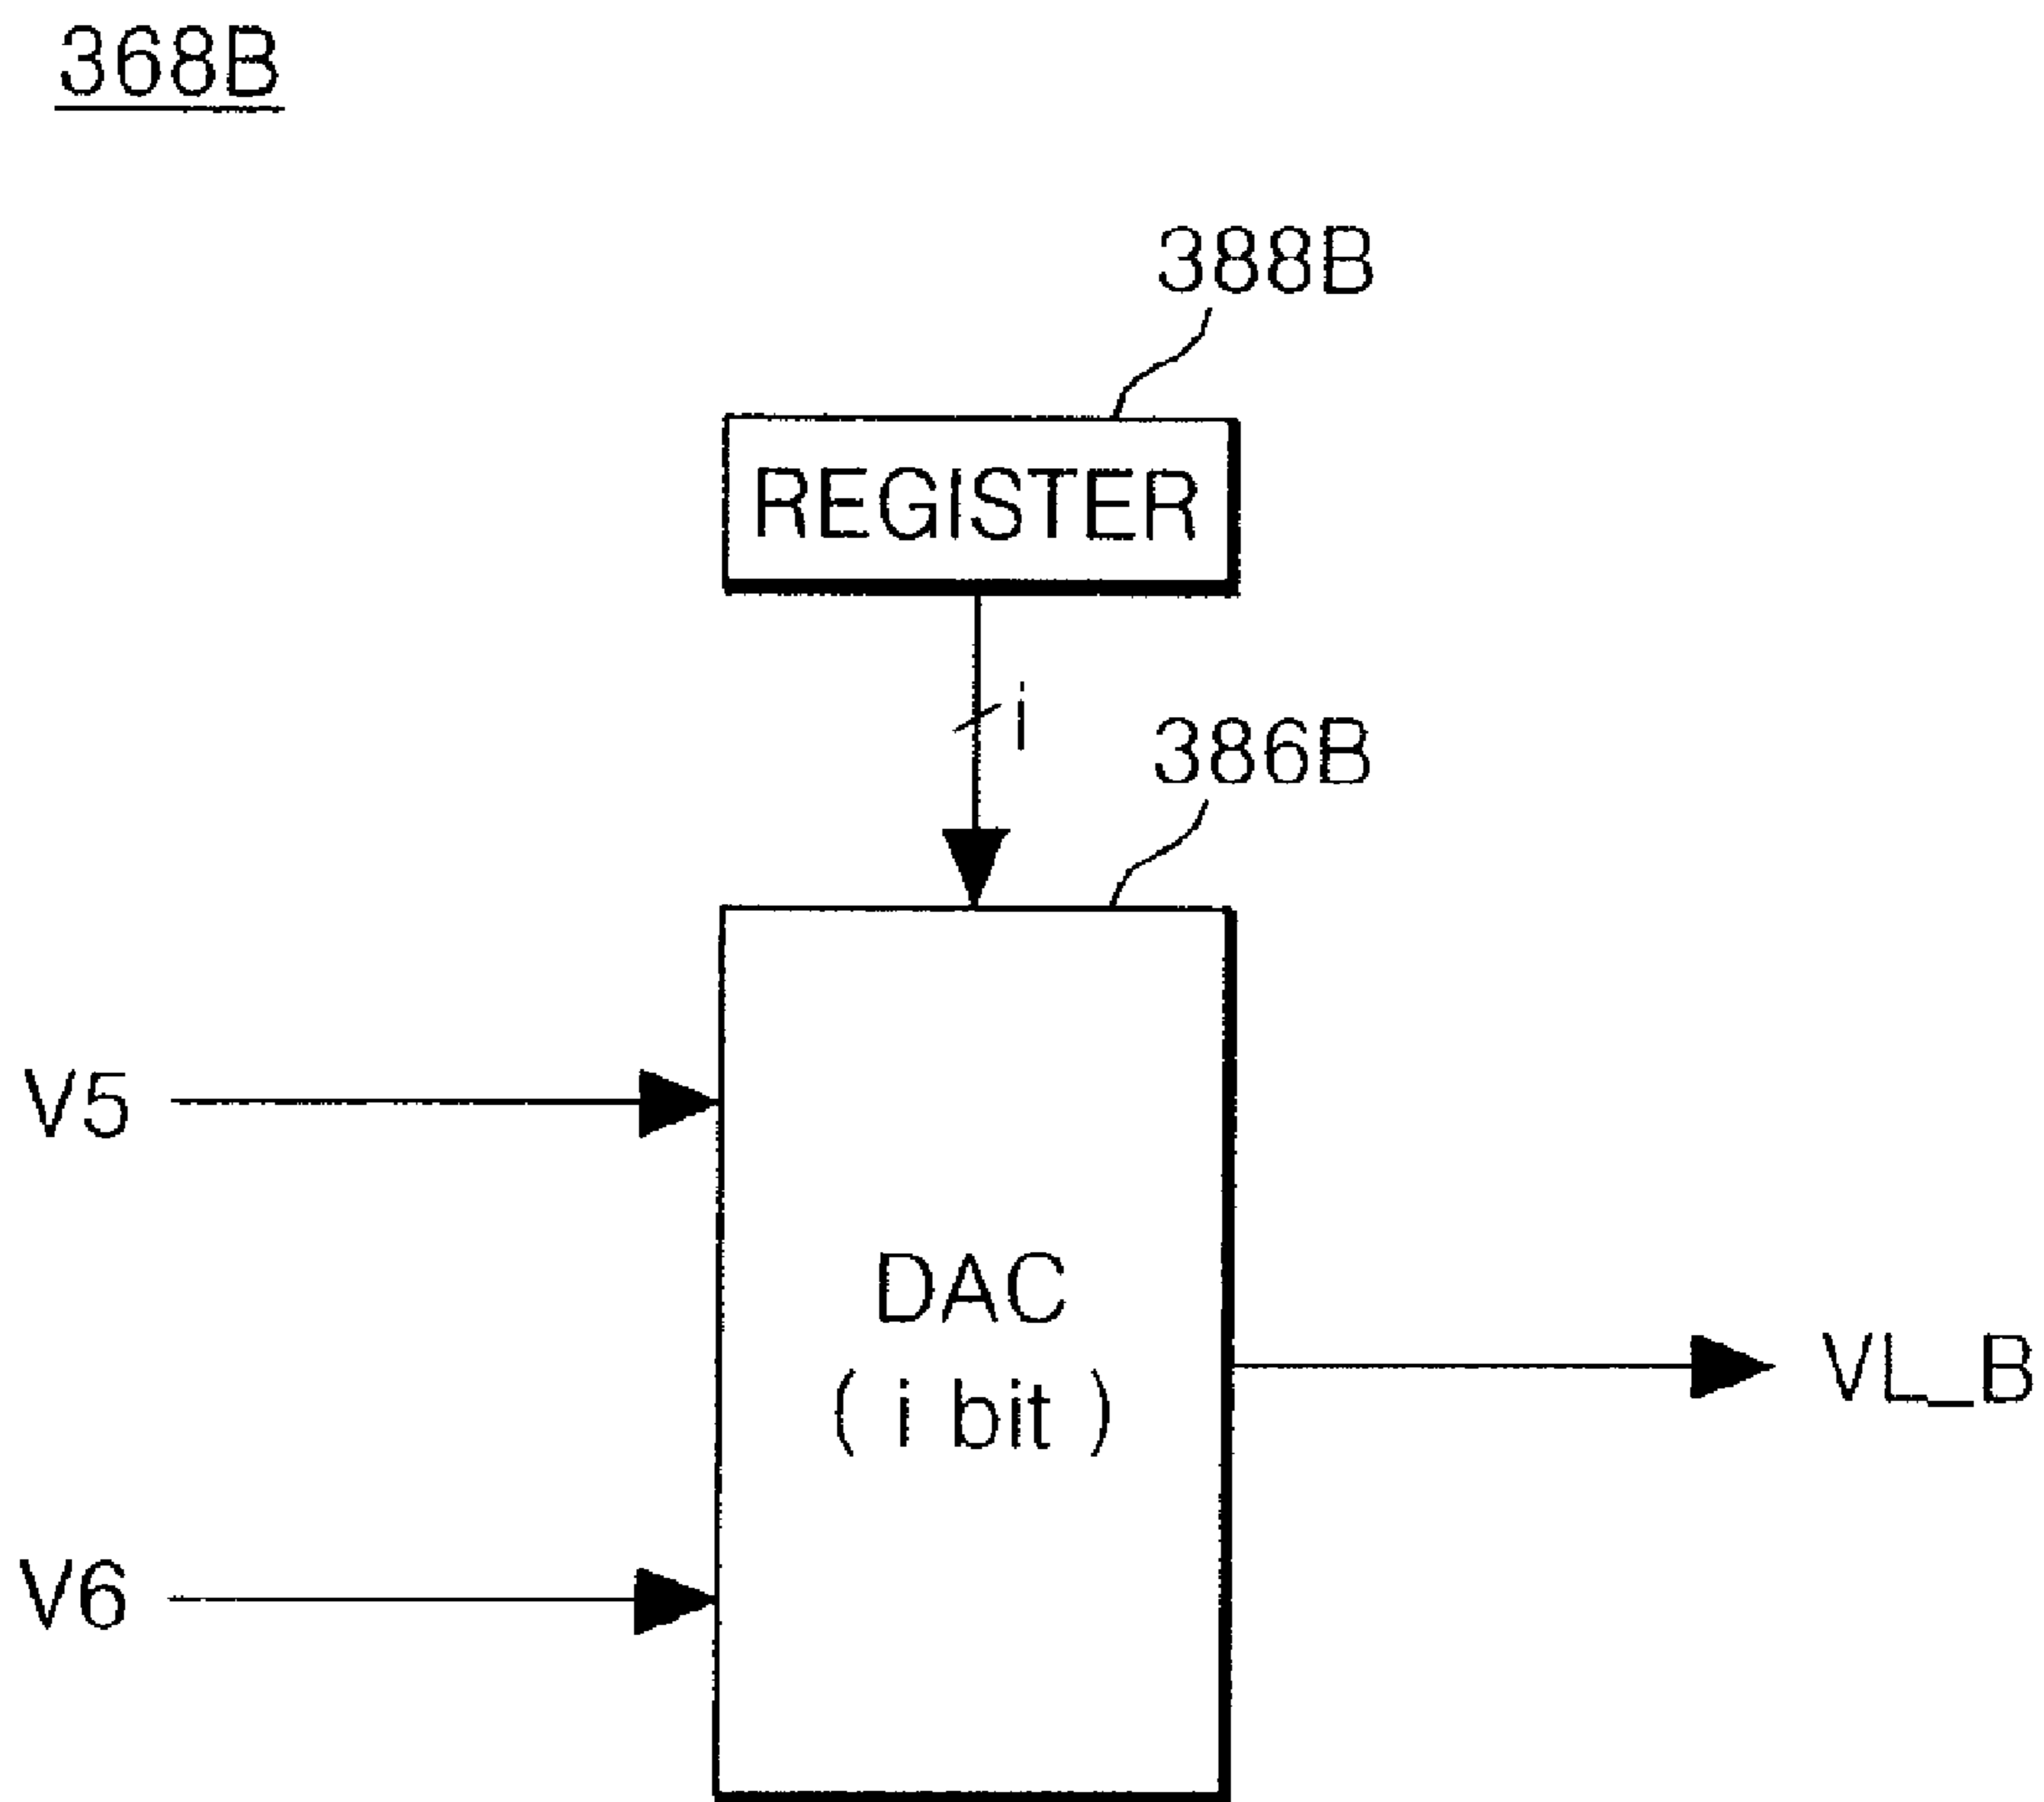 368B
388B
REGISTER
i
386B
V5
DAC
( i bit )
VL_B
V6